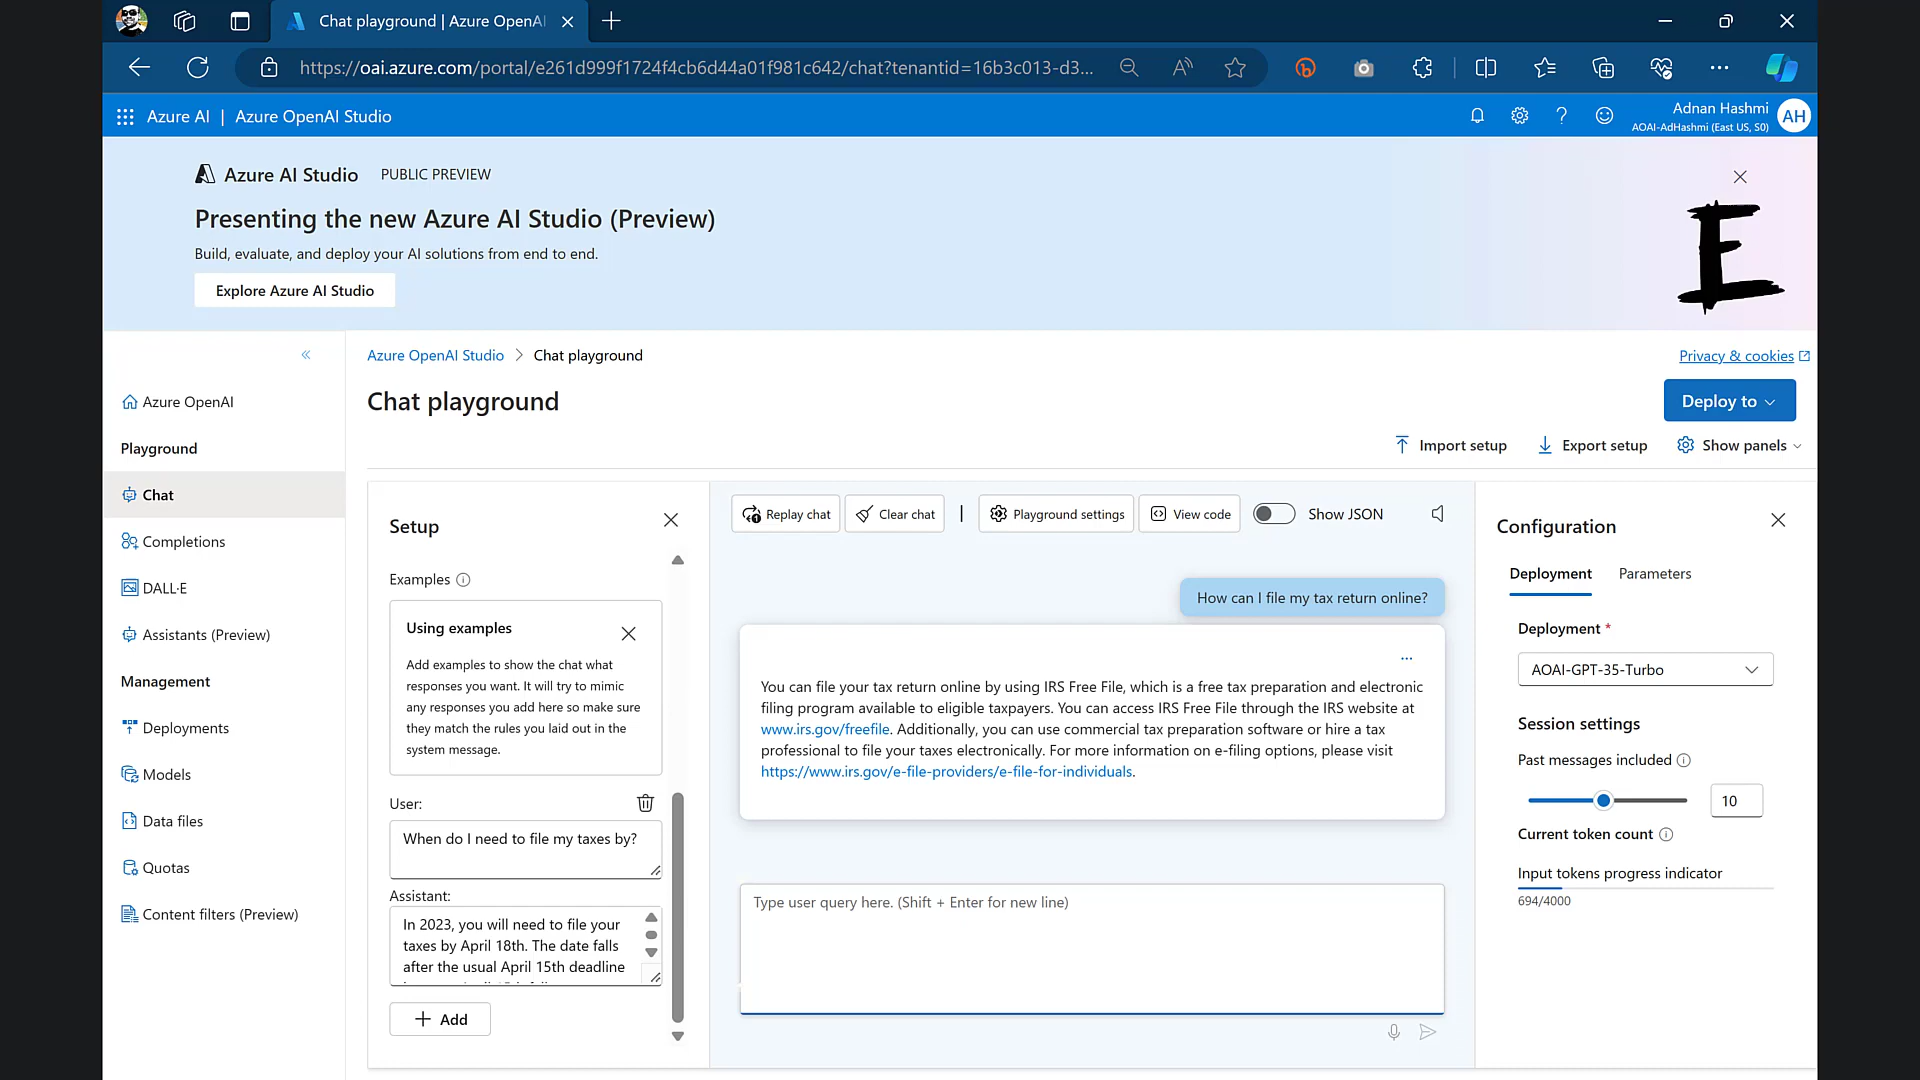 Chat playground | Azure OpenAI
https://oai.azure.com/portal/e261d999f1724f4cb6d44a01f981c642/chat?tenantid=16b3c013-d3...
Azure AI | Azure OpenAI Studio
Adnan Hashmi
AOAI-AdHashmi (East US, S0)
AH
Azure AI Studio PUBLIC PREVIEW
Presenting the new Azure AI Studio (Preview)
Build, evaluate, and deploy your AI solutions from end to end.
Explore Azure AI Studio
E
Azure OpenAI Studio > Chat playground
Privacy & cookies
Chat playground
Deploy to
Import setup
Export setup
Show panels
Azure OpenAI
Playground
Chat
Completions
DALL·E
Assistants (Preview)
Management
Deployments
Models
Data files
Quotas
Content filters (Preview)
Setup
Examples
Using examples
Add examples to show the chat what
responses you want. It will try to mimic
any responses you add here so make sure
they match the rules you laid out in the
system message.
User:
When do I need to file my taxes by?
Assistant:
In 2023, you will need to file your
taxes by April 18th. The date falls
after the usual April 15th deadline
+ Add
Replay chat
Clear chat
|
Playground settings
View code
Show JSON
How can I file my tax return online?
...
You can file your tax return online by using IRS Free File, which is a free tax preparation and electronic
filing program available to eligible taxpayers. You can access IRS Free File through the IRS website at
www.irs.gov/freefile. Additionally, you can use commercial tax preparation software or hire a tax
professional to file your taxes electronically. For more information on e-filing options, please visit
https://www.irs.gov/e-file-providers/e-file-for-individuals.
Type user query here. (Shift + Enter for new line)
Configuration
Deployment
Parameters
Deployment *
AOAI-GPT-35-Turbo
Session settings
Past messages included
10
Current token count
Input tokens progress indicator
694/4000